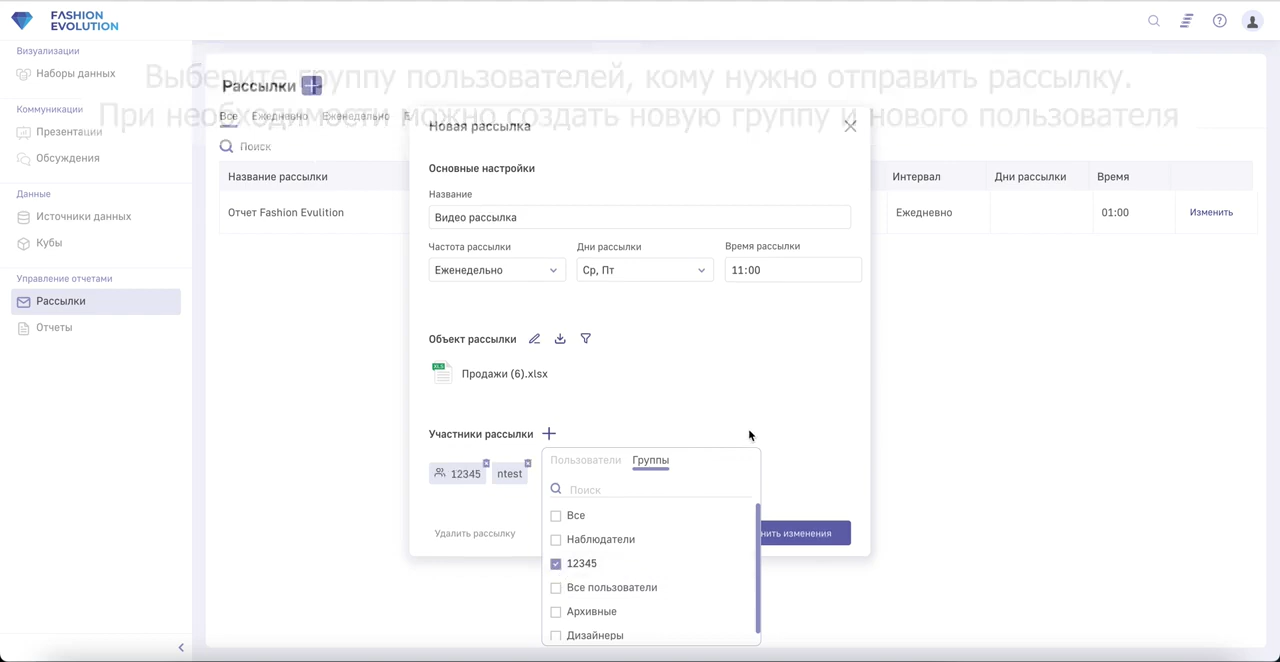 FASHION
EVOLUTION
Визуализации
Наборы данных
Коммуникации
Презентации
Обсуждения
Данные
Источники данных
Кубы
Управление отчетами
Рассылки
Отчеты
Выберите группу пользователей, кому нужно отправить рассылку.
При необходимости можно создать новую группу и нового пользователя
Рассылки
Все Ежедневно Еженедельно
Поиск
Название рассылки Интервал Дни рассылки Время
Отчет Fashion Evulition Ежедневно 01:00 Изменить
Новая рассылка
Основные настройки
Название
Видео рассылка
Частота рассылки Дни рассылки Время рассылки
Еженедельно Ср, Пт 11:00
Объект рассылки
XLS Продажи (6).xlsx
Участники рассылки
12345 ntest
Пользователи Группы
Поиск
Все
Наблюдатели
12345
Все пользователи
Архивные
Дизайнеры
Удалить рассылку
нить изменения